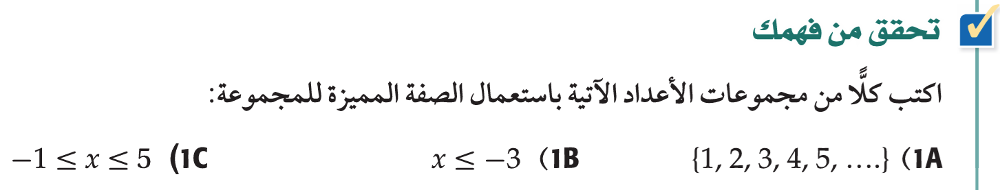 تحقق من فهمك
اكتب كلًّا من مجموعات الأعداد الآتية باستعمال الصفة المميزة للمجموعة:
1A) {1, 2, 3, 4, 5, ....} 1B) x ≤ −3 1C) −1 ≤ x ≤ 5